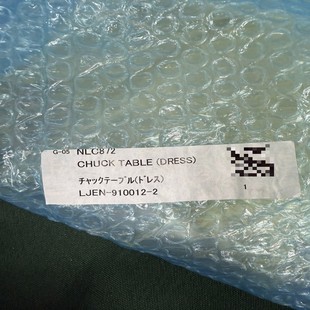 G-05 NLC872
CHUCK TABLE (DRESS)
チャックテーブル(ドレス)
LJEN-910012-2
1